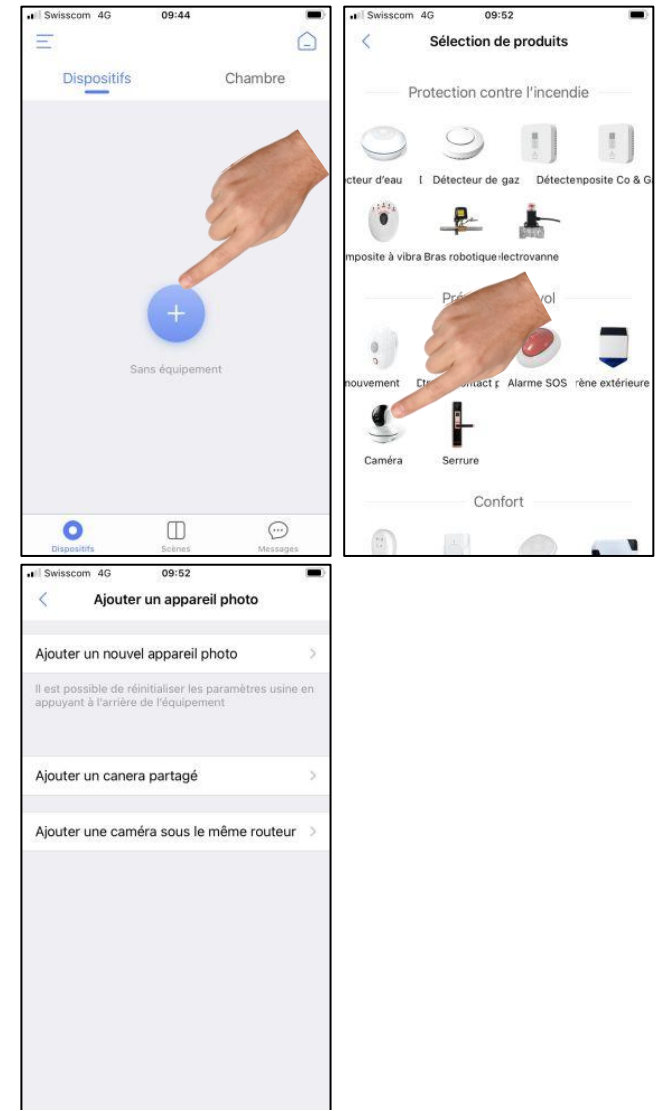 Swisscom 4G 09:44
Dispositifs Chambre
+
Sans équipement
Dispositifs Scènes Messages
Swisscom 4G 09:52
Sélection de produits
Protection contre l'incendie
cteur d'eau Détecteur de gaz Détecte mposite Co & G
mposite à vibra Bras robotique lectrovanne
vol
mouvement ntact p Alarme SOS rène extérieure
Caméra Serrure
Confort
Swisscom 4G 09:52
Ajouter un appareil photo
Ajouter un nouvel appareil photo
Il est possible de réinitialiser les paramètres usine en
appuyant à l'arrière de l'équipement
Ajouter un canera partagé
Ajouter une caméra sous le même routeur